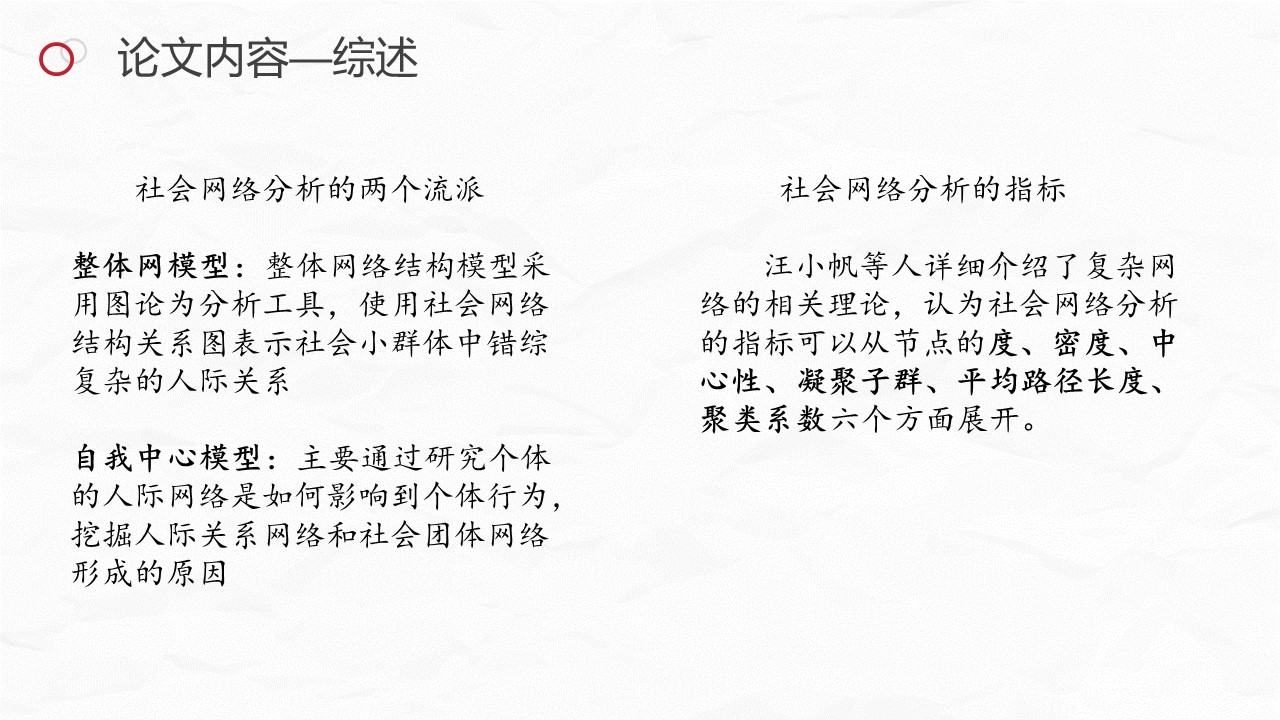 论文内容—综述
社会网络分析的两个流派
整体网模型：整体网络结构模型采
用图论为分析工具，使用社会网络
结构关系图表示社会小群体中错综
复杂的人际关系
自我中心模型：主要通过研究个体
的人际网络是如何影响到个体行为，
挖掘人际关系网络和社会团体网络
形成的原因
社会网络分析的指标
汪小帆等人详细介绍了复杂网
络的相关理论，认为社会网络分析
的指标可以从节点的度、密度、中
心性、凝聚子群、平均路径长度、
聚类系数六个方面展开。